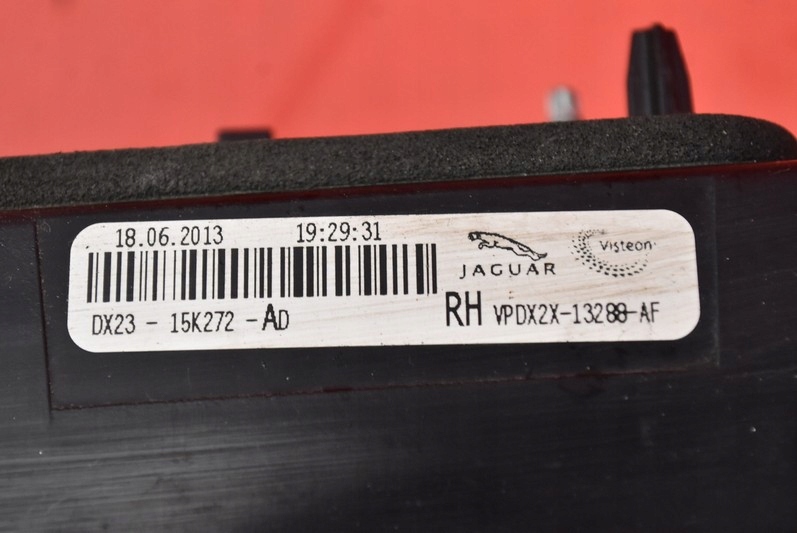 18.06.2013 19:29:31
JAGUAR
Visteon
DX23 - 15K272 - AD
RH VPDX2X-13288-AF